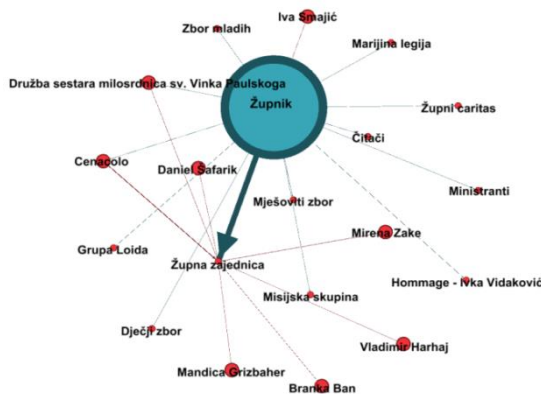 Iva Smajić
Zbor mladih
Marijina legija
Družba sestara milosrdnica sv. Vinka Paulskoga
Župnik
Župni caritas
Čitači
Cenacolo
Daniel Šafarik
Ministranti
Mješoviti zbor
Mirena Zake
Grupa Loida
Župna zajednica
Hommage - Ivka Vidaković
Misijska skupina
Dječji zbor
Vladimir Harhaj
Mandica Grizbaher
Branka Ban